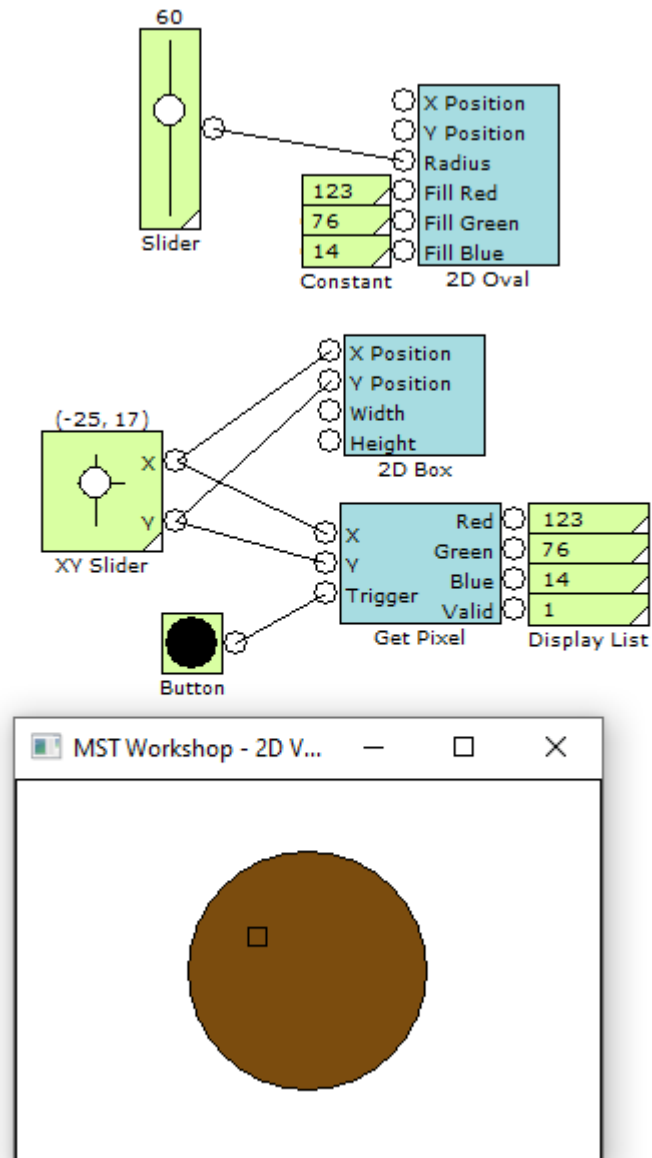 60
Slider
X Position
Y Position
Radius
123 Fill Red
76 Fill Green
14 Fill Blue
Constant
2D Oval
X Position
Y Position
Width
Height
2D Box
(-25, 17)
X
Y
XY Slider
X
Y
Trigger
Red 123
Green 76
Blue 14
Valid 1
Get Pixel
Display List
Button
MST Workshop - 2D V...